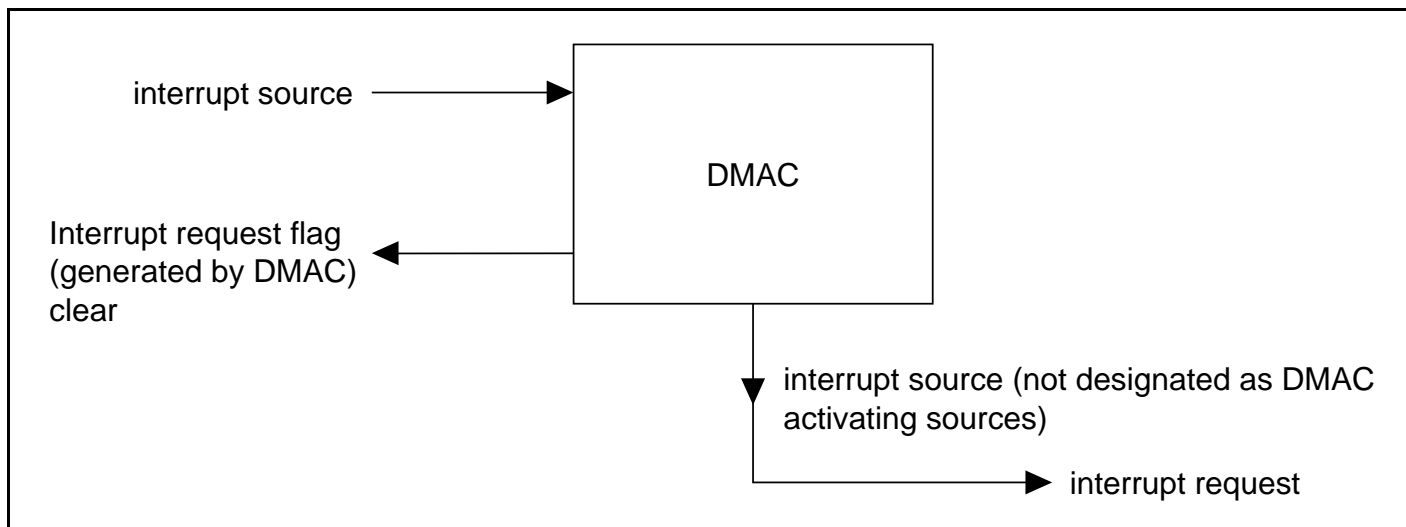 interrupt source
DMAC
Interrupt request flag
(generated by DMAC)
clear
interrupt source (not designated as DMAC
activating sources)
interrupt request